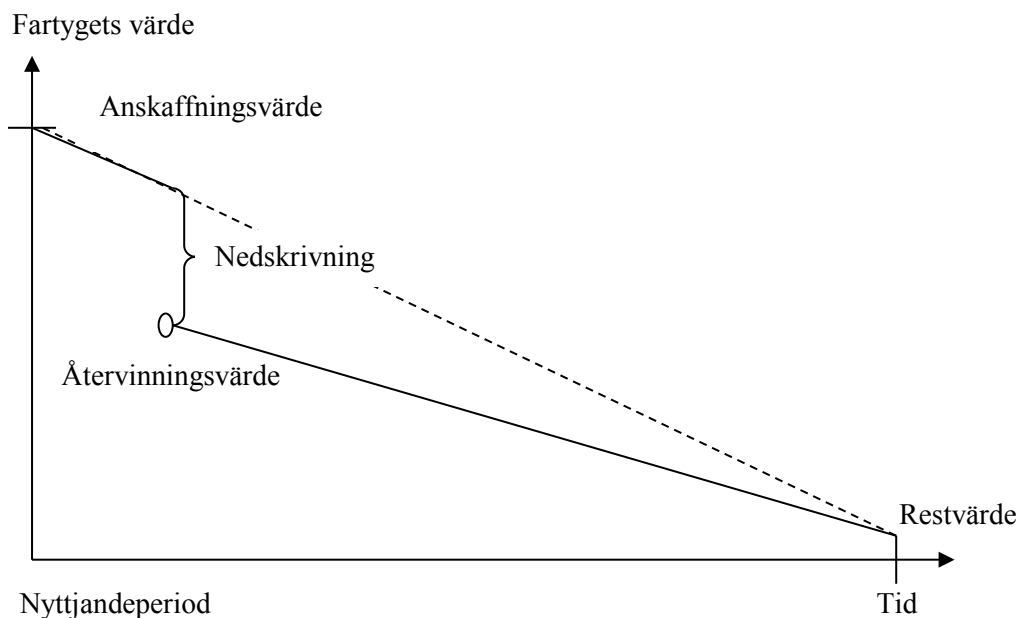 Fartygets värde
Anskaffningsvärde
Nedskrivning
Återvinningsvärde
Restvärde
Nyttjandeperiod
Tid